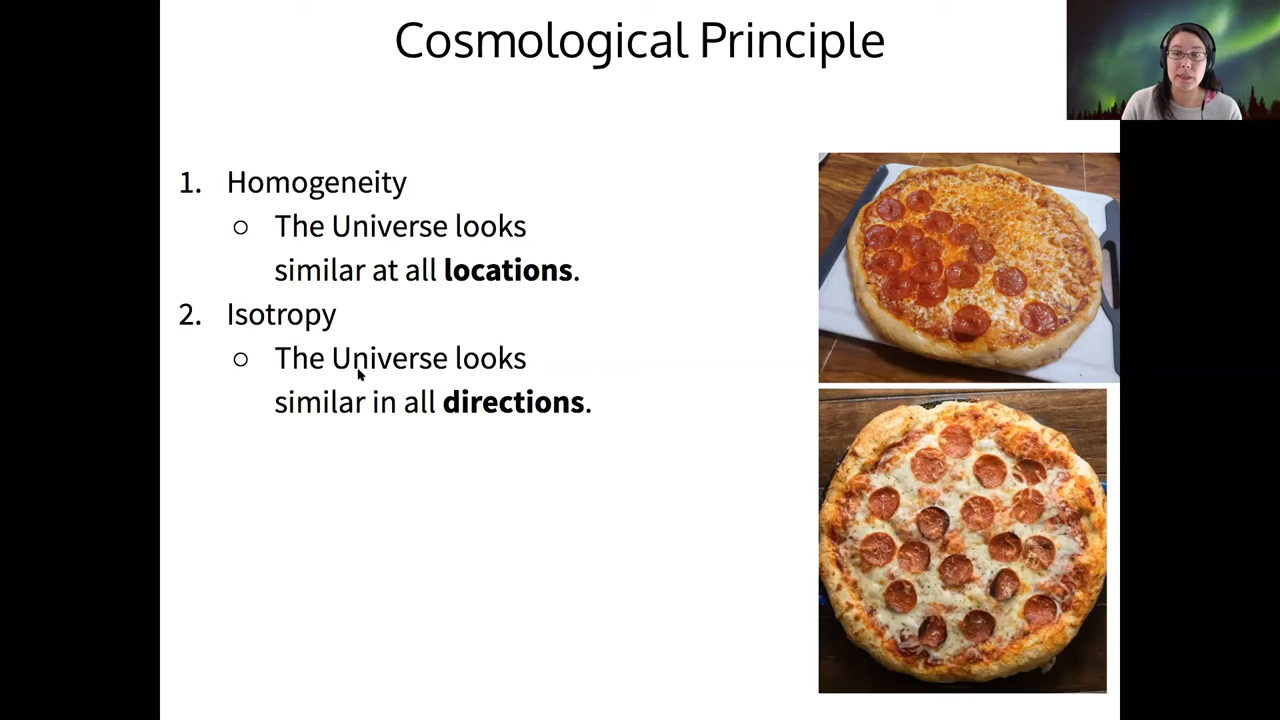 Cosmological Principle
1. Homogeneity
○ The Universe looks
similar at all locations.
2. Isotropy
○ The Universe looks
similar in all directions.